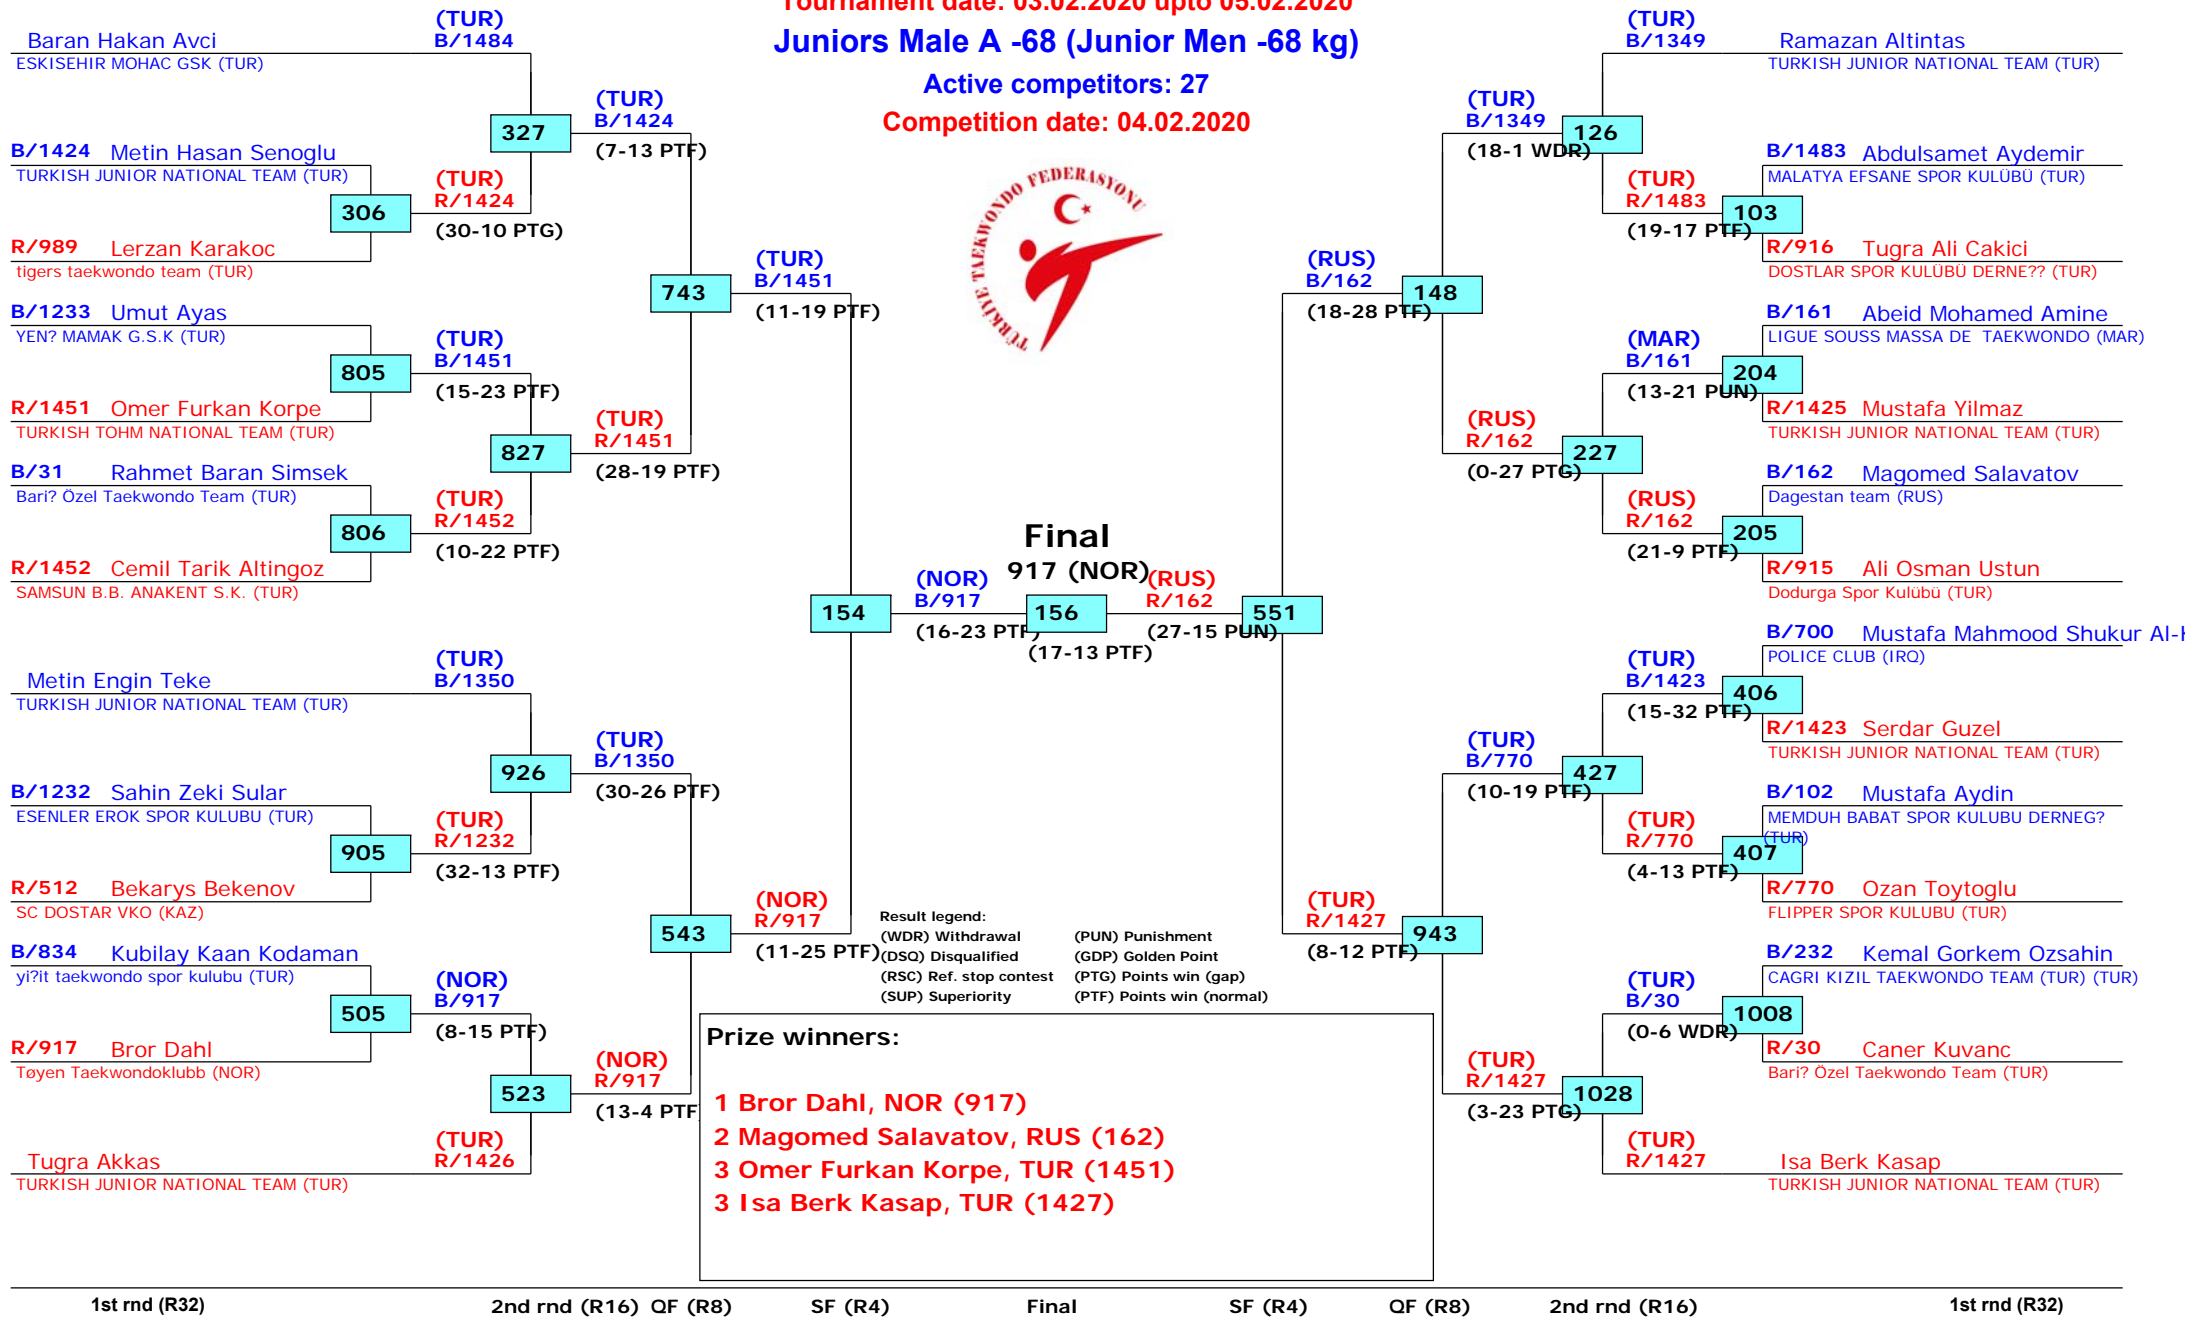 Tournament date: 03.02.2020 upto 05.02.2020
Juniors Male A -68 (Junior Men -68 kg)
Active competitors: 27
Competition date: 04.02.2020
TÜRKİYE TAEKWONDO FEDERASYONU
Baran Hakan Avci
ESKISEHIR MOHAC GSK (TUR)
(TUR)
B/1484
B/1424 Metin Hasan Senoglu
TURKISH JUNIOR NATIONAL TEAM (TUR)
R/989 Lerzan Karakoc
tigers taekwondo team (TUR)
306
(TUR)
R/1424
(30-10 PTG)
327
(TUR)
B/1424
(7-13 PTF)
B/1233 Umut Ayas
YEN? MAMAK G.S.K (TUR)
R/1451 Omer Furkan Korpe
TURKISH TOHM NATIONAL TEAM (TUR)
805
(TUR)
B/1451
(15-23 PTF)
B/31 Rahmet Baran Simsek
Bari? Özel Taekwondo Team (TUR)
R/1452 Cemil Tarik Altingoz
SAMSUN B.B. ANAKENT S.K. (TUR)
806
(TUR)
R/1452
(10-22 PTF)
827
(TUR)
R/1451
(28-19 PTF)
743
(TUR)
B/1451
(11-19 PTF)
Metin Engin Teke
TURKISH JUNIOR NATIONAL TEAM (TUR)
(TUR)
B/1350
B/1232 Sahin Zeki Sular
ESENLER EROK SPOR KULUBU (TUR)
R/512 Bekarys Bekenov
SC DOSTAR VKO (KAZ)
905
(TUR)
R/1232
(32-13 PTF)
926
(TUR)
B/1350
(30-26 PTF)
B/834 Kubilay Kaan Kodaman
yi?it taekwondo spor kulubu (TUR)
R/917 Bror Dahl
Tøyen Taekwondoklubb (NOR)
505
(NOR)
B/917
(8-15 PTF)
Tugra Akkas
TURKISH JUNIOR NATIONAL TEAM (TUR)
(TUR)
R/1426
523
(NOR)
R/917
(13-4 PTF
543
(NOR)
R/917
(11-25 PTF)
154
(NOR)
B/917
(16-23 PTF)
Final
917 (NOR)
156
(17-13 PTF)
(RUS)
R/162
(27-15 PUN)
551
(RUS)
B/162
(18-28 PTF)
148
(TUR)
B/1349
(18-1 WDR)
126
(TUR)
B/1349
Ramazan Altintas
TURKISH JUNIOR NATIONAL TEAM (TUR)
(TUR)
R/1483
(19-17 PTF)
103
B/1483 Abdulsamet Aydemir
MALATYA EFSANE SPOR KULÜBÜ (TUR)
R/916 Tugra Ali Cakici
DOSTLAR SPOR KULÜBÜ DERNE?? (TUR)
(RUS)
R/162
(0-27 PTG)
227
(MAR)
B/161
(13-21 PUN)
204
B/161 Abeid Mohamed Amine
LIGUE SOUSS MASSA DE TAEKWONDO (MAR)
R/1425 Mustafa Yilmaz
TURKISH JUNIOR NATIONAL TEAM (TUR)
(RUS)
R/162
(21-9 PTF)
205
B/162 Magomed Salavatov
Dagestan team (RUS)
R/915 Ali Osman Ustun
Dodurga Spor Kulübü (TUR)
(TUR)
R/1427
(8-12 PTF)
943
(TUR)
B/770
(10-19 PTF)
427
(TUR)
B/1423
(15-32 PTF)
406
B/700 Mustafa Mahmood Shukur
POLICE CLUB (IRQ)
R/1423 Serdar Guzel
TURKISH JUNIOR NATIONAL TEAM (TUR)
(TUR)
R/770
(4-13 PTF)
407
B/102 Mustafa Aydin
MEMDUH BABAT SPOR KULUBU DERNEG?
(TUR)
R/770 Ozan Toytoglu
FLIPPER SPOR KULUBU (TUR)
(TUR)
R/1427
(3-23 PTG)
1028
(TUR)
B/30
(0-6 WDR)
1008
B/232 Kemal Gorkem Ozsahin
CAGRI KIZIL TAEKWONDO TEAM (TUR) (TUR)
R/30 Caner Kuvanc
Bari? Özel Taekwondo Team (TUR)
(TUR)
R/1427
Isa Berk Kasap
TURKISH JUNIOR NATIONAL TEAM (TUR)
Result legend:
(WDR) Withdrawal (PUN) Punishment
(DSQ) Disqualified (GDP) Golden Point
(RSC) Ref. stop contest (PTG) Points win (gap)
(SUP) Superiority (PTF) Points win (normal)
Prize winners:
1 Bror Dahl, NOR (917)
2 Magomed Salavatov, RUS (162)
3 Omer Furkan Korpe, TUR (1451)
3 Isa Berk Kasap, TUR (1427)
1st rnd (R32) 2nd rnd (R16) QF (R8) SF (R4) Final SF (R4) QF (R8) 2nd rnd (R16) 1st rnd (R32)